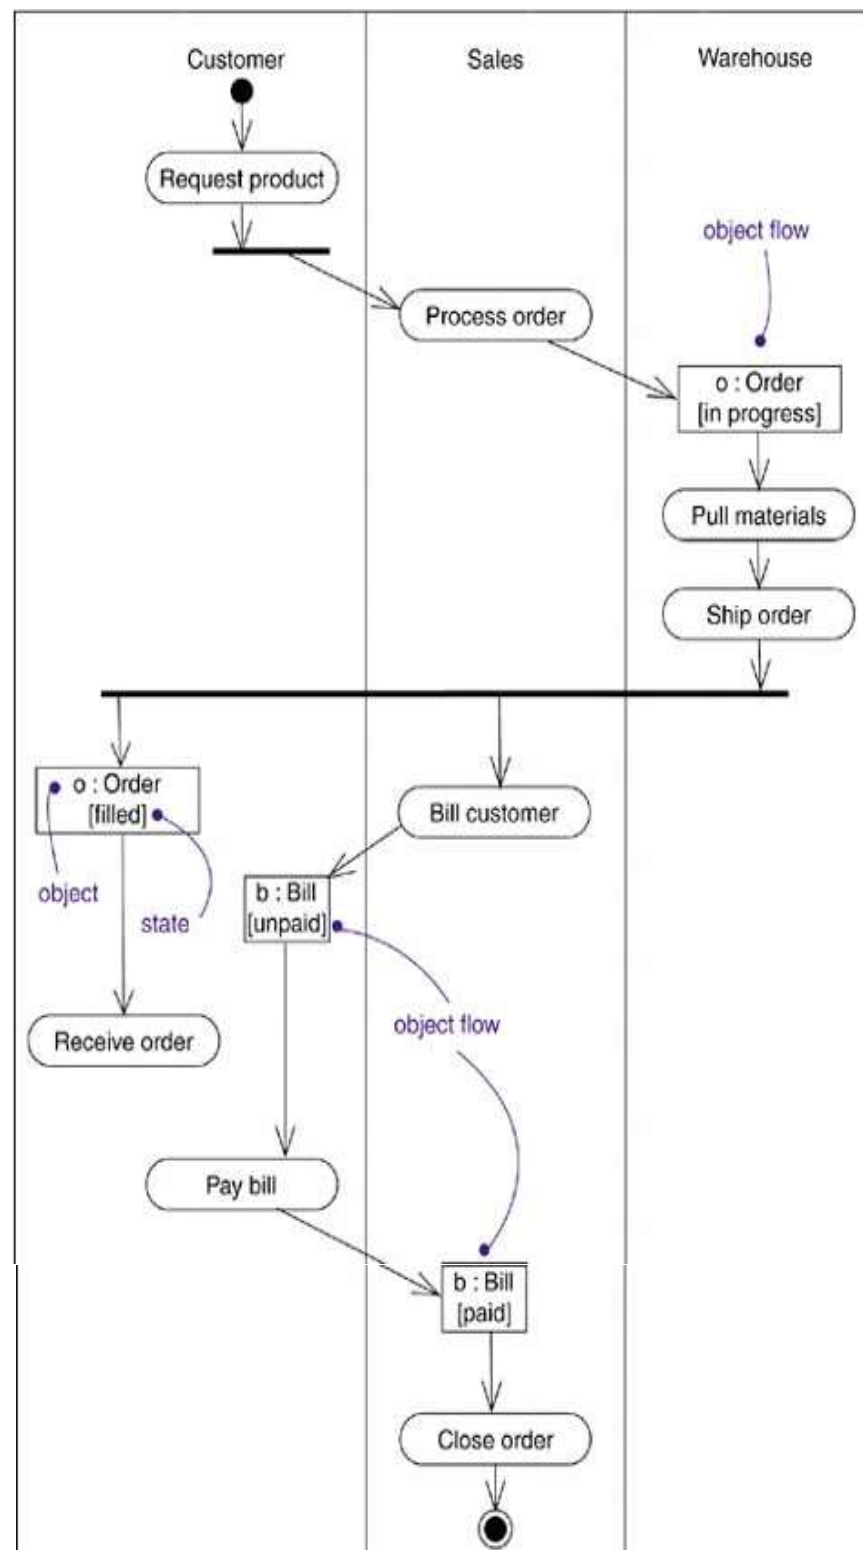 Customer
Sales
Warehouse
Request product
object flow
Process order
o : Order
[in progress]
Pull materials
Ship order
o : Order
[filled]
Bill customer
object
state
b : Bill
[unpaid]
object flow
Receive order
Pay bill
b : Bill
[paid]
Close order